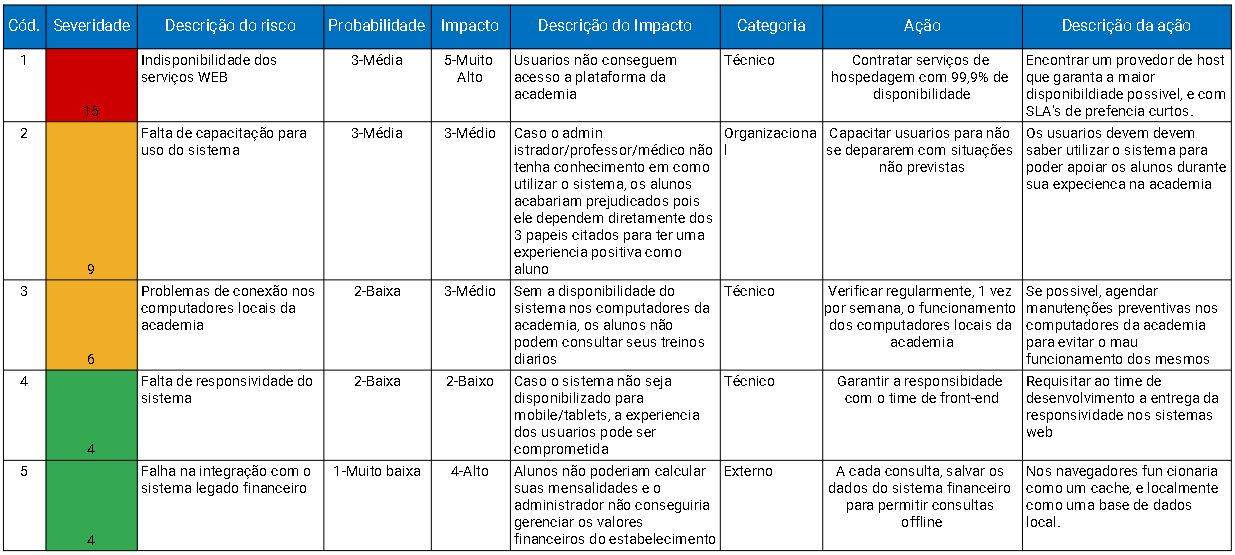 Cód. Severidade Descrição do risco Probabilidade Impacto Descrição do Impacto Categoria Ação Descrição da ação
1
15
Indisponibilidade dos
serviços WEB
3-Média
5-Muito
Alto
Usuarios não conseguem
acesso a plataforma da
academia
Técnico
Contratar serviços de
hospedagem com 99,9% de
disponibilidade
Encontrar um provedor de host
que garanta a maior
disponibildiade possivel, e com
SLA's de prefencia curtos.
2
9
Falta de capacitação para
uso do sistema
3-Média
3-Médio
Caso o admin
istrador/professor/médico não
tenha conhecimento em como
utilizar o sistema, os alunos
acabariam prejudicados pois
ele dependem diretamente dos
3 papeis citados para ter uma
experiencia positiva como
aluno
Organizaciona
l
Capacitar usuarios para não
se depararem com situações
não previstas
Os usuarios devem devem
saber utilizar o sistema para
poder apoiar os alunos durante
sua expecienca na academia
3
6
Problemas de conexão nos
computadores locais da
academia
2-Baixa
3-Médio
Sem a disponibilidade do
sistema nos computadores da
academia, os alunos não
podem consultar seus treinos
diarios
Técnico
Verificar regularmente, 1 vez
por semana, o funcionamento
dos computadores locais da
academia
Se possivel, agendar
manutenções preventivas nos
computadores da academia
para evitar o mau
funcionamento dos mesmos
4
4
Falta de responsividade do
sistema
2-Baixa
2-Baixo
Caso o sistema não seja
disponibilizado para
mobile/tablets, a experiencia
dos usuarios pode ser
comprometida
Técnico
Garantir a responsibidade
com o time de front-end
Requisitar ao time de
desenvolvimento a entrega da
responsividade nos sistemas
web
5
4
Falha na integração com o
sistema legado financeiro
1-Muito baixa
4-Alto
Alunos não poderiam calcular
suas mensalidades e o
administrador não conseguiria
gerenciar os valores
financeiros do estabelecimento
Externo
A cada consulta, salvar os
dados do sistema financeiro
para permitir consultas
offline
Nos navegadores fun cionaria
como um cache, e localmente
como uma base de dados
local.